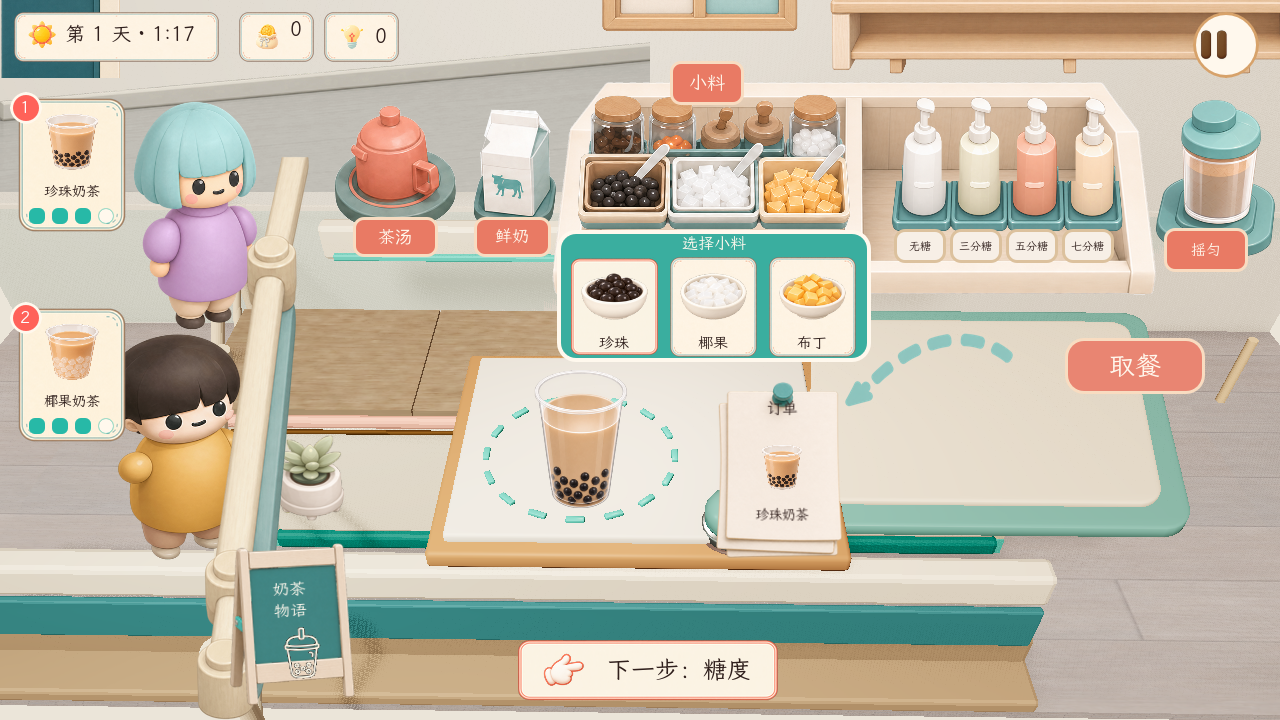 第 1 天·1:17
0
0
1
珍珠奶茶
2
椰果奶茶
茶汤
鲜奶
小料
选择小料
珍珠
椰果
布丁
无糖
三分糖
五分糖
七分糖
摇匀
取餐
订单
珍珠奶茶
奶茶
物语
下一步：糖度